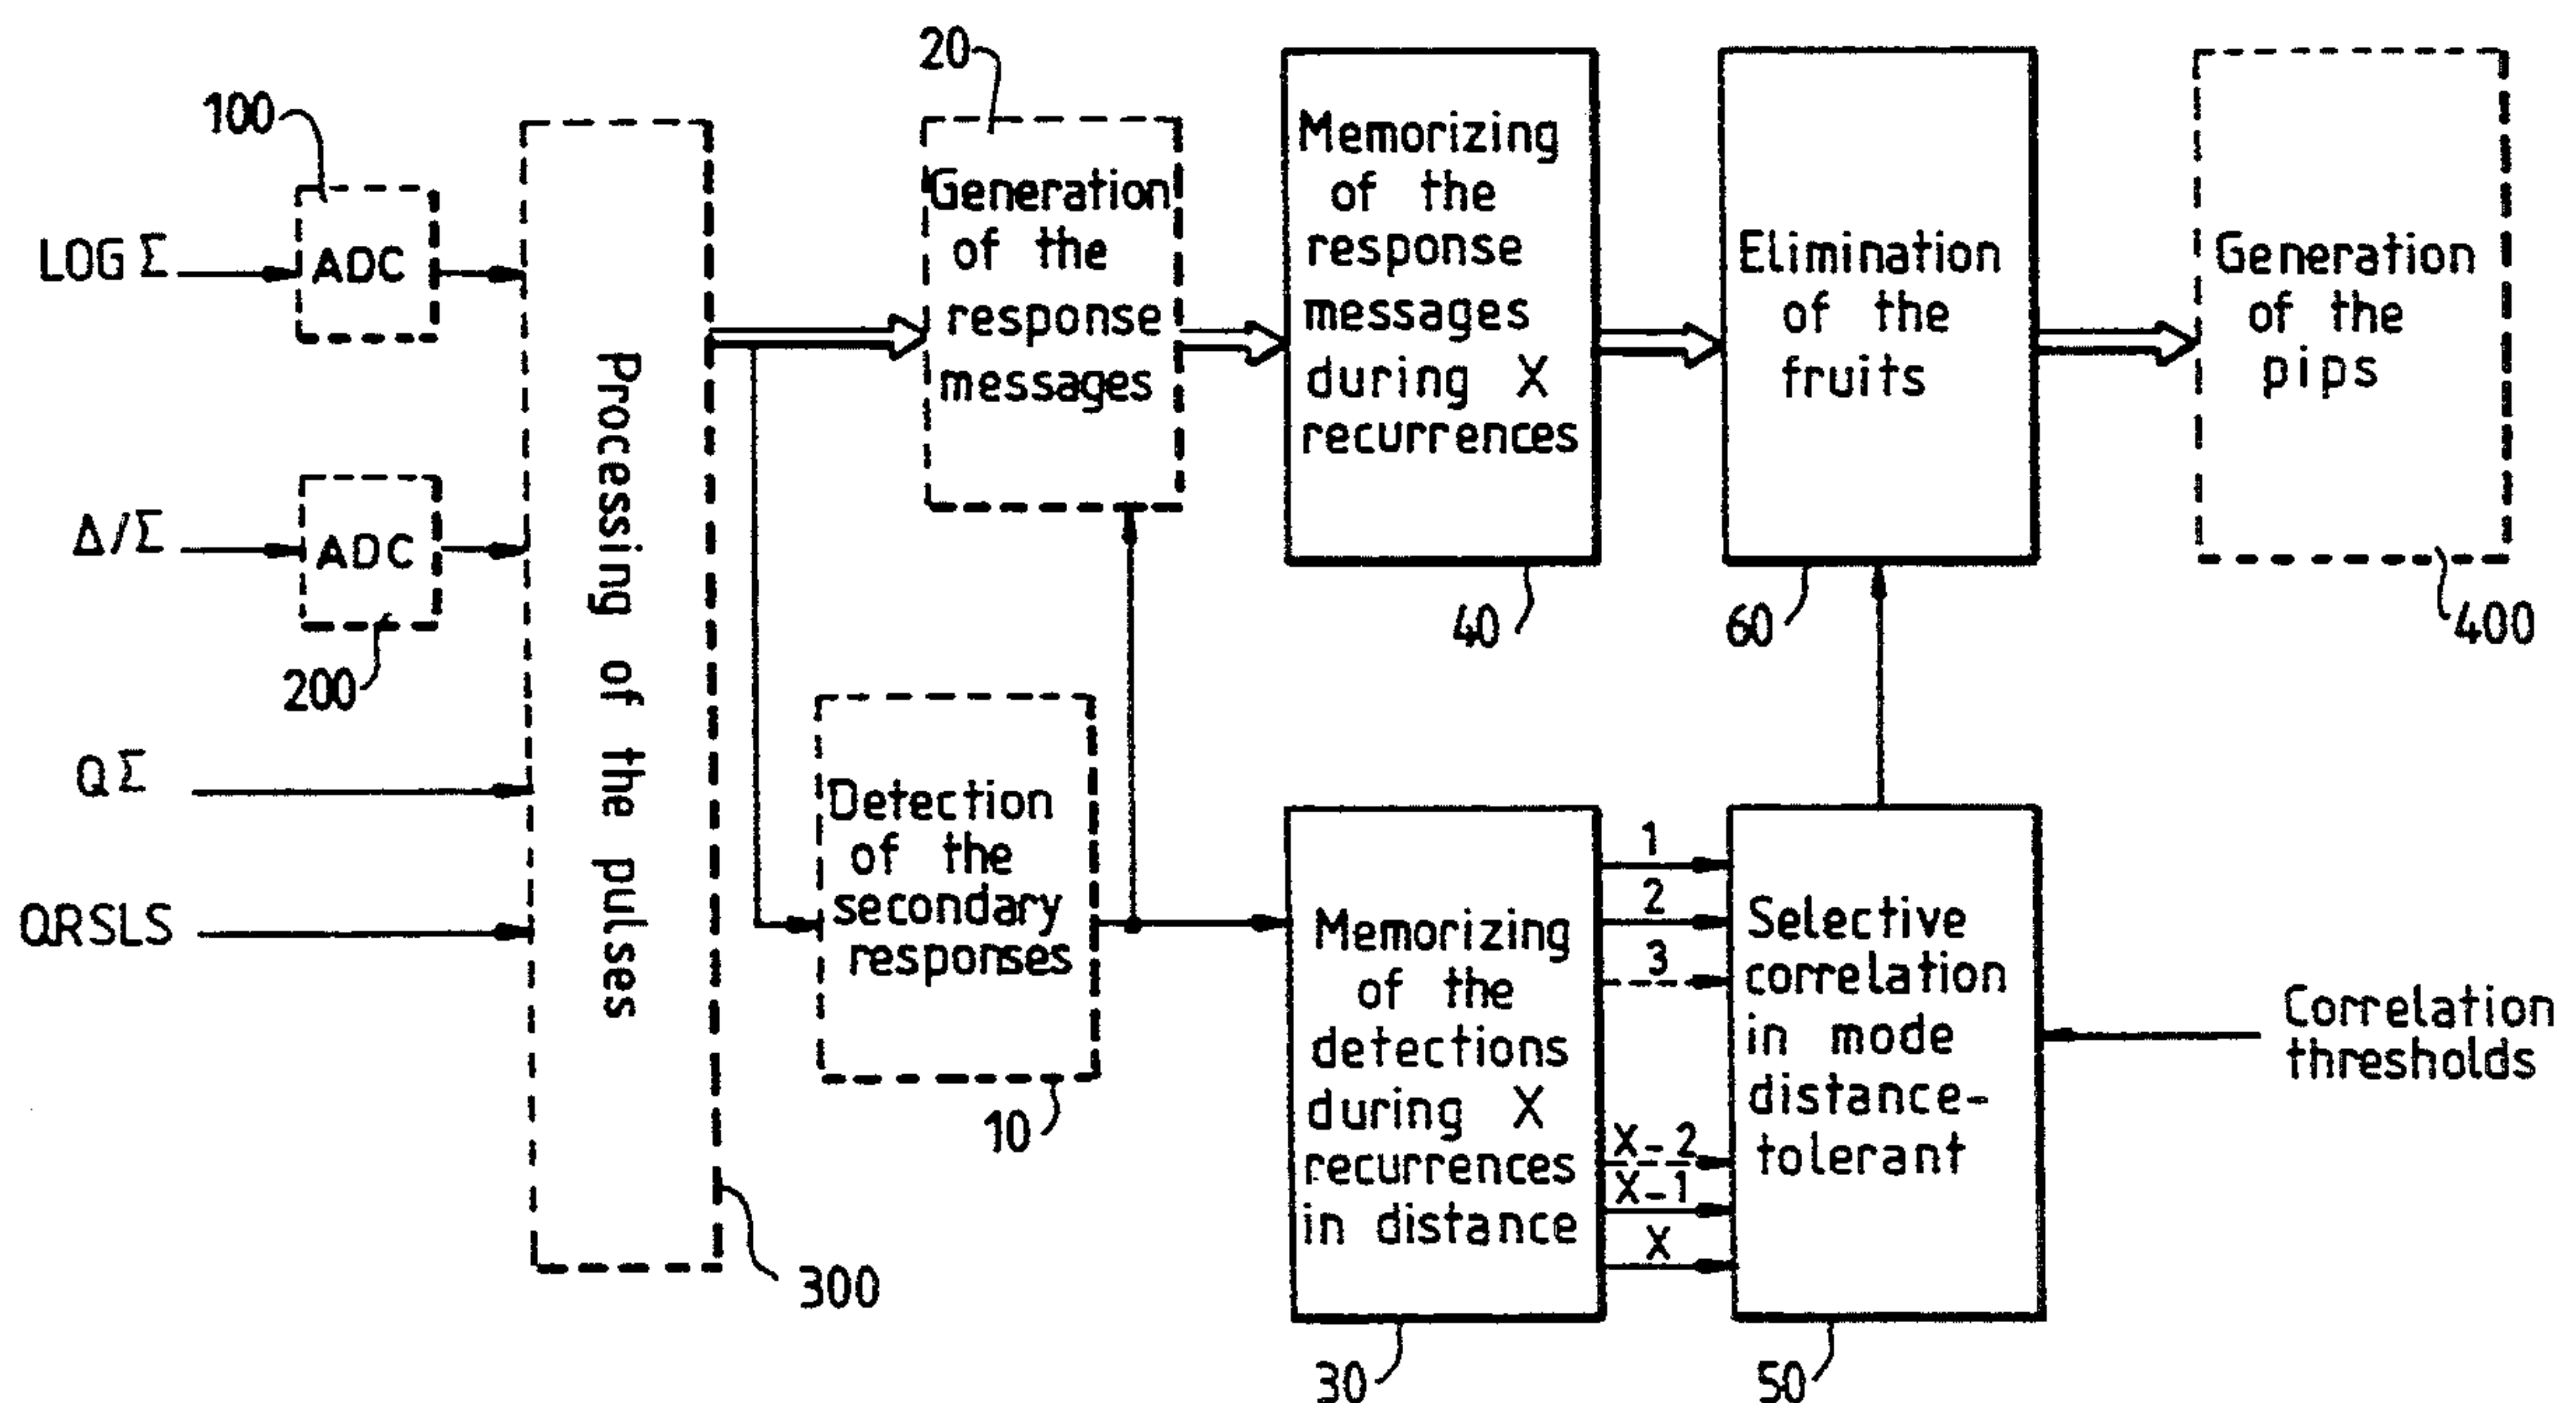 100
LOG Σ
ADC
Δ/Σ
ADC
200
QΣ
QRSLS
Processing of the pulses
300
20
Generation
of the
response
messages
Detection
of the
secondary
responses
10
Memorizing
of the
response
messages
during X
recurrences
40
Elimination
of the
fruits
60
Generation
of the
pips
400
Memorizing
of the
detections
during X
recurrences
in distance
30
1
2
3
X-2
X-1
X
Selective
correlation
in mode
distance-
tolerant
50
Correlation
thresholds